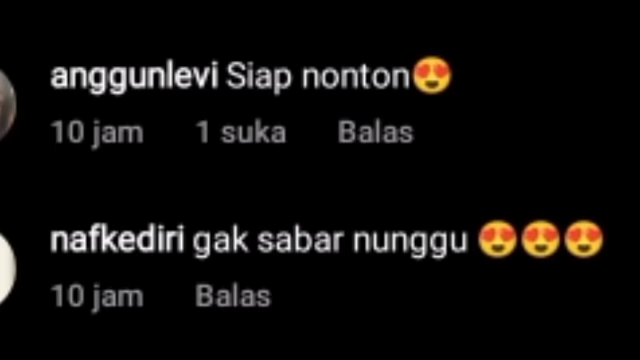 anggunlevi Siap nonton😍
10 jam 1 suka Balas
nafkediri gak sabar nunggu 😍😍😍
10 jam Balas